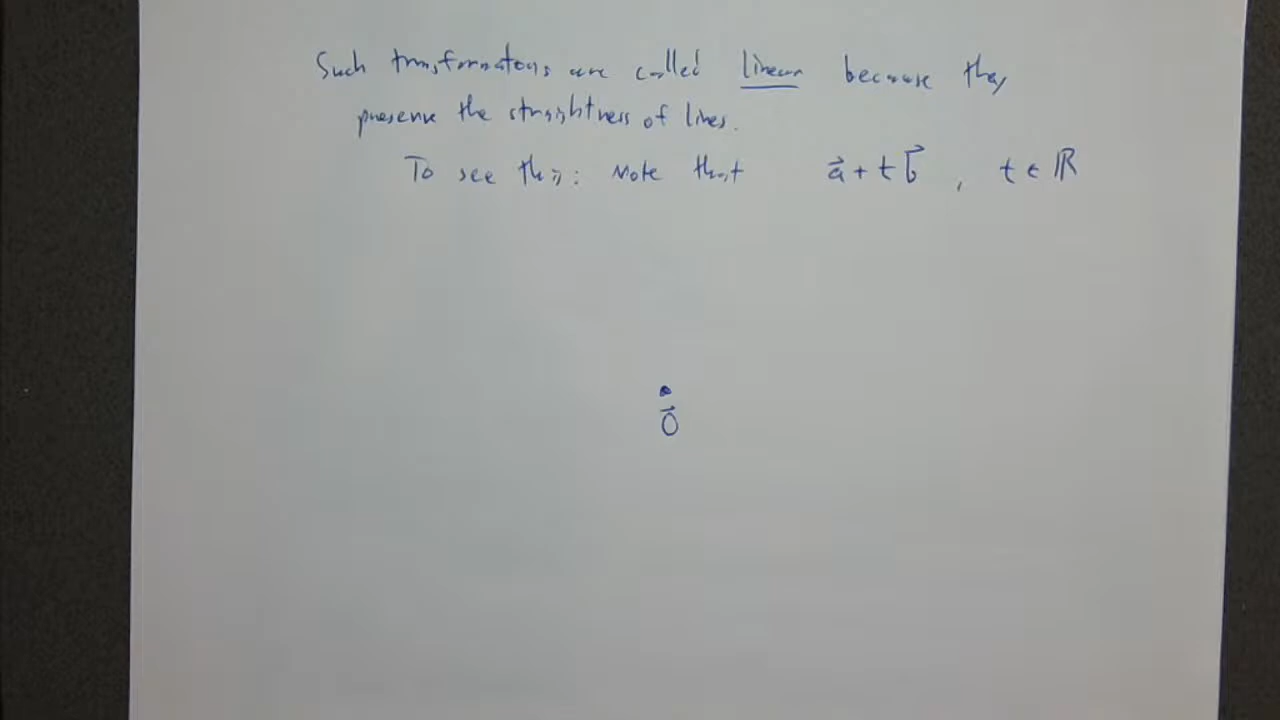 Such transformations are called linear because they
preserve the straightness of lines.
To see this: Note that a⃗ + t b⃗ , t ∈ ℝ
0⃗